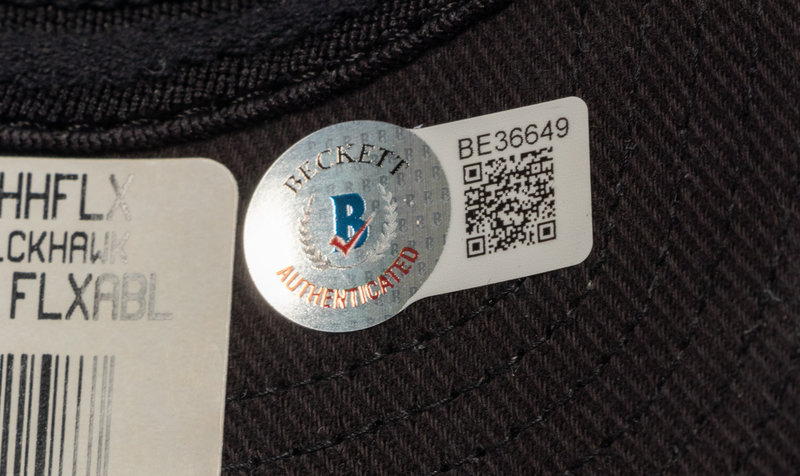 HHFLX
LCKHAWK
FLXABL
BECKETT
B
AUTHENTICATED
BE36649